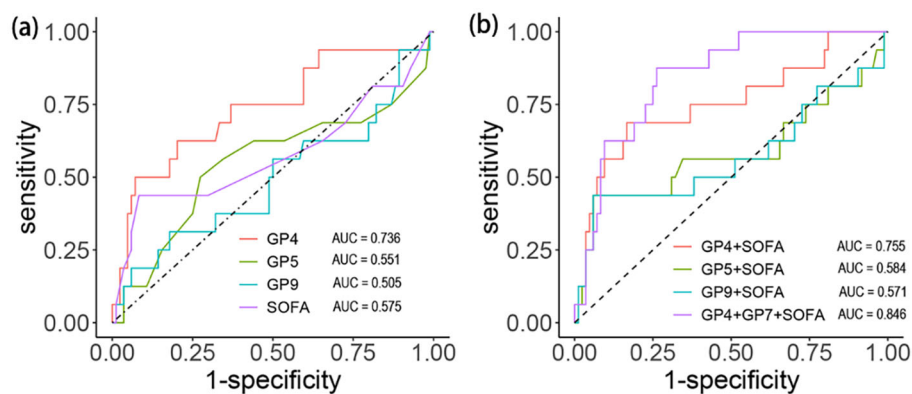 (a)
1.00
0.75
0.50
0.25
0.00
sensitivity
GP4 AUC = 0.736
GP5 AUC = 0.551
GP9 AUC = 0.505
SOFA AUC = 0.575
0.00 0.25 0.50 0.75 1.00
1-specificity
(b)
1.00
0.75
0.50
0.25
0.00
sensitivity
GP4+SOFA AUC = 0.755
GP5+SOFA AUC = 0.584
GP9+SOFA AUC = 0.571
GP4+GP7+SOFA AUC = 0.846
0.00 0.25 0.50 0.75 1.00
1-specificity